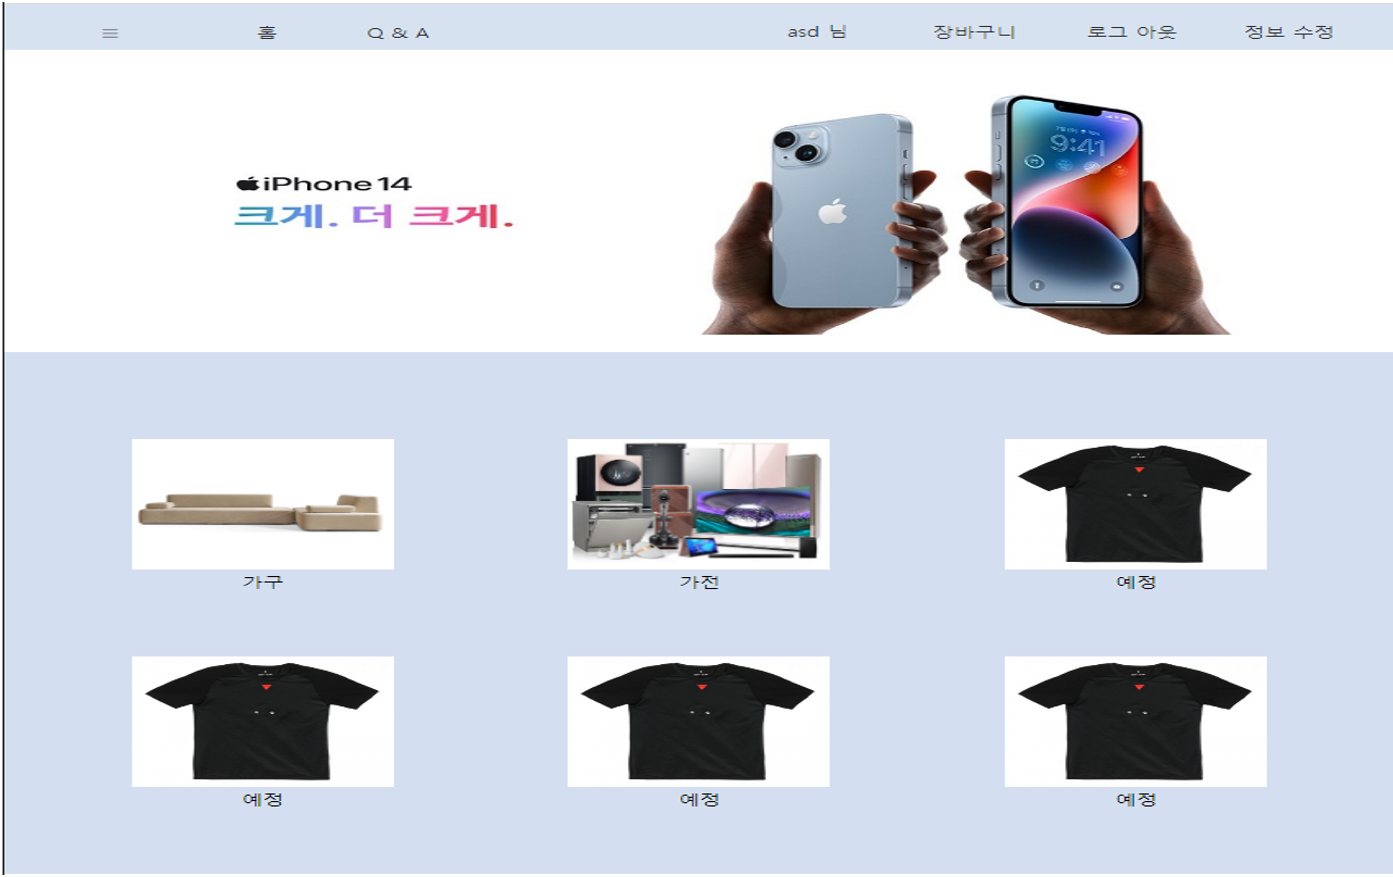 홈 Q & A asd 님 장바구니 로그 아웃 정보 수정
iPhone 14
크게. 더 크게.
9:41
가구 가전 예정
예정 예정 예정